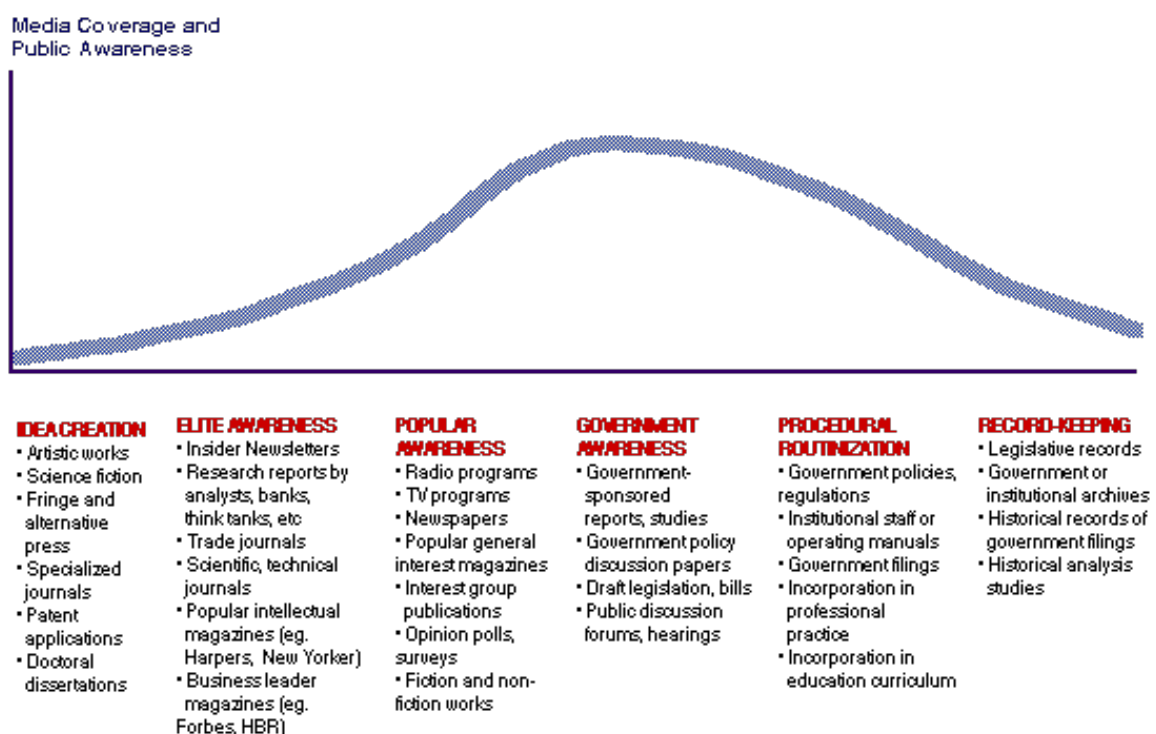 Media Coverage and
Public Awareness
IDEA CREATION
• Artistic works
• Science fiction
• Fringe and
alternative
press
• Specialized
journals
• Patent
applications
• Doctoral
dissertations
ELITE AWARENESS
• Insider Newsletters
• Research reports by
analysts, banks,
think tanks, etc
• Trade journals
• Scientific, technical
journals
• Popular intellectual
magazines (eg.
Harpers, New Yorker)
• Business leader
magazines (eg.
Forbes, HBR)
POPULAR
AWARENESS
• Radio programs
• TV programs
• Newspapers
• Popular general
interest magazines
• Interest group
publications
• Opinion polls,
surveys
• Fiction and non-
fiction works
GOVERNMENT
AWARENESS
• Government-
sponsored
reports, studies
• Government policy
discussion papers
• Draft legislation, bills
• Public discussion
forums, hearings
PROCEDURAL
ROUTINIZATION
• Government policies,
regulations
• Institutional staff or
operating manuals
• Government filings
• Incorporation in
professional
practice
• Incorporation in
education curriculum
RECORD-KEEPING
• Legislative records
• Government or
institutional archives
• Historical records of
government filings
• Historical analysis
studies